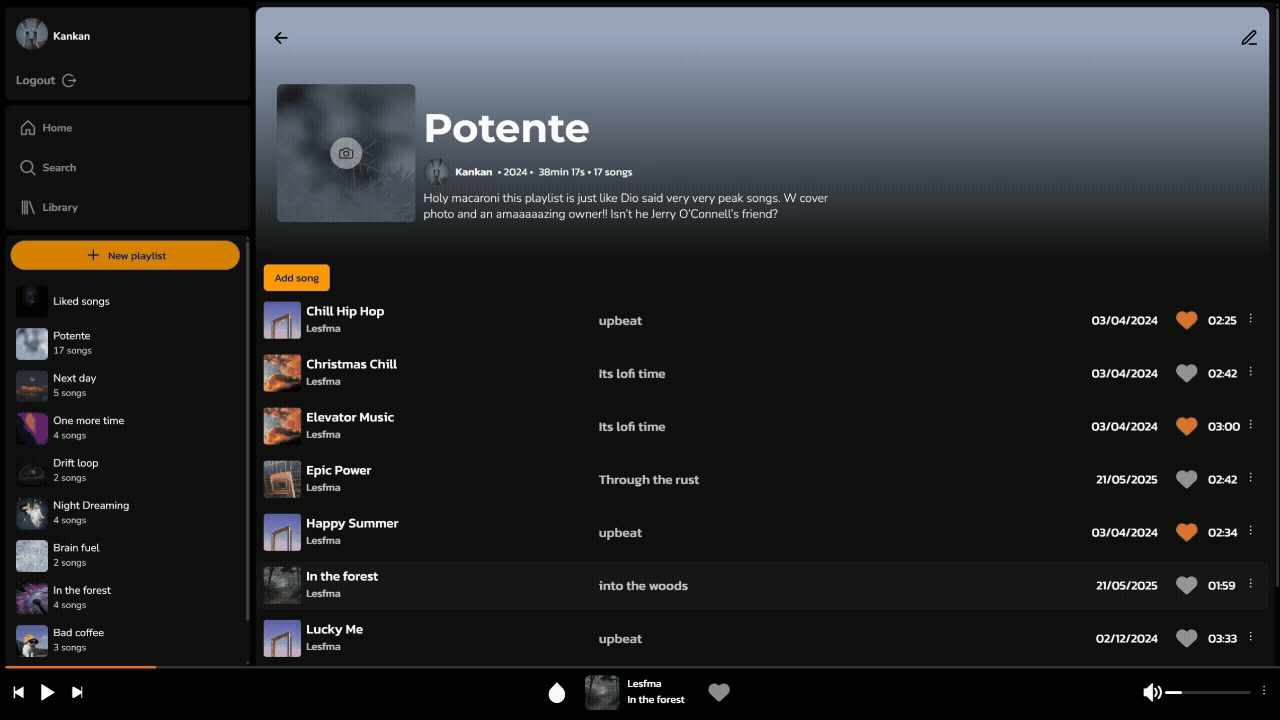 Kankan
Logout
Home
Search
Library
New playlist
Liked songs
Potente
17 songs
Next day
5 songs
One more time
4 songs
Drift loop
2 songs
Night Dreaming
4 songs
Brain fuel
2 songs
In the forest
4 songs
Bad coffee
3 songs
Potente
Kankan • 2024 • 38min 17s • 17 songs
Holy macaroni this playlist is just like Dio said very very peak songs. W cover
photo and an amaaaaazing owner!! Isn't he Jerry O'Connell's friend?
Add song
Chill Hip Hop
Lesfma
upbeat
03/04/2024
02:25
Christmas Chill
Lesfma
Its lofi time
03/04/2024
02:42
Elevator Music
Lesfma
Its lofi time
03/04/2024
03:00
Epic Power
Lesfma
Through the rust
21/05/2025
02:42
Happy Summer
Lesfma
upbeat
03/04/2024
02:34
In the forest
Lesfma
into the woods
21/05/2025
01:59
Lucky Me
Lesfma
upbeat
02/12/2024
03:33
Lesfma
In the forest